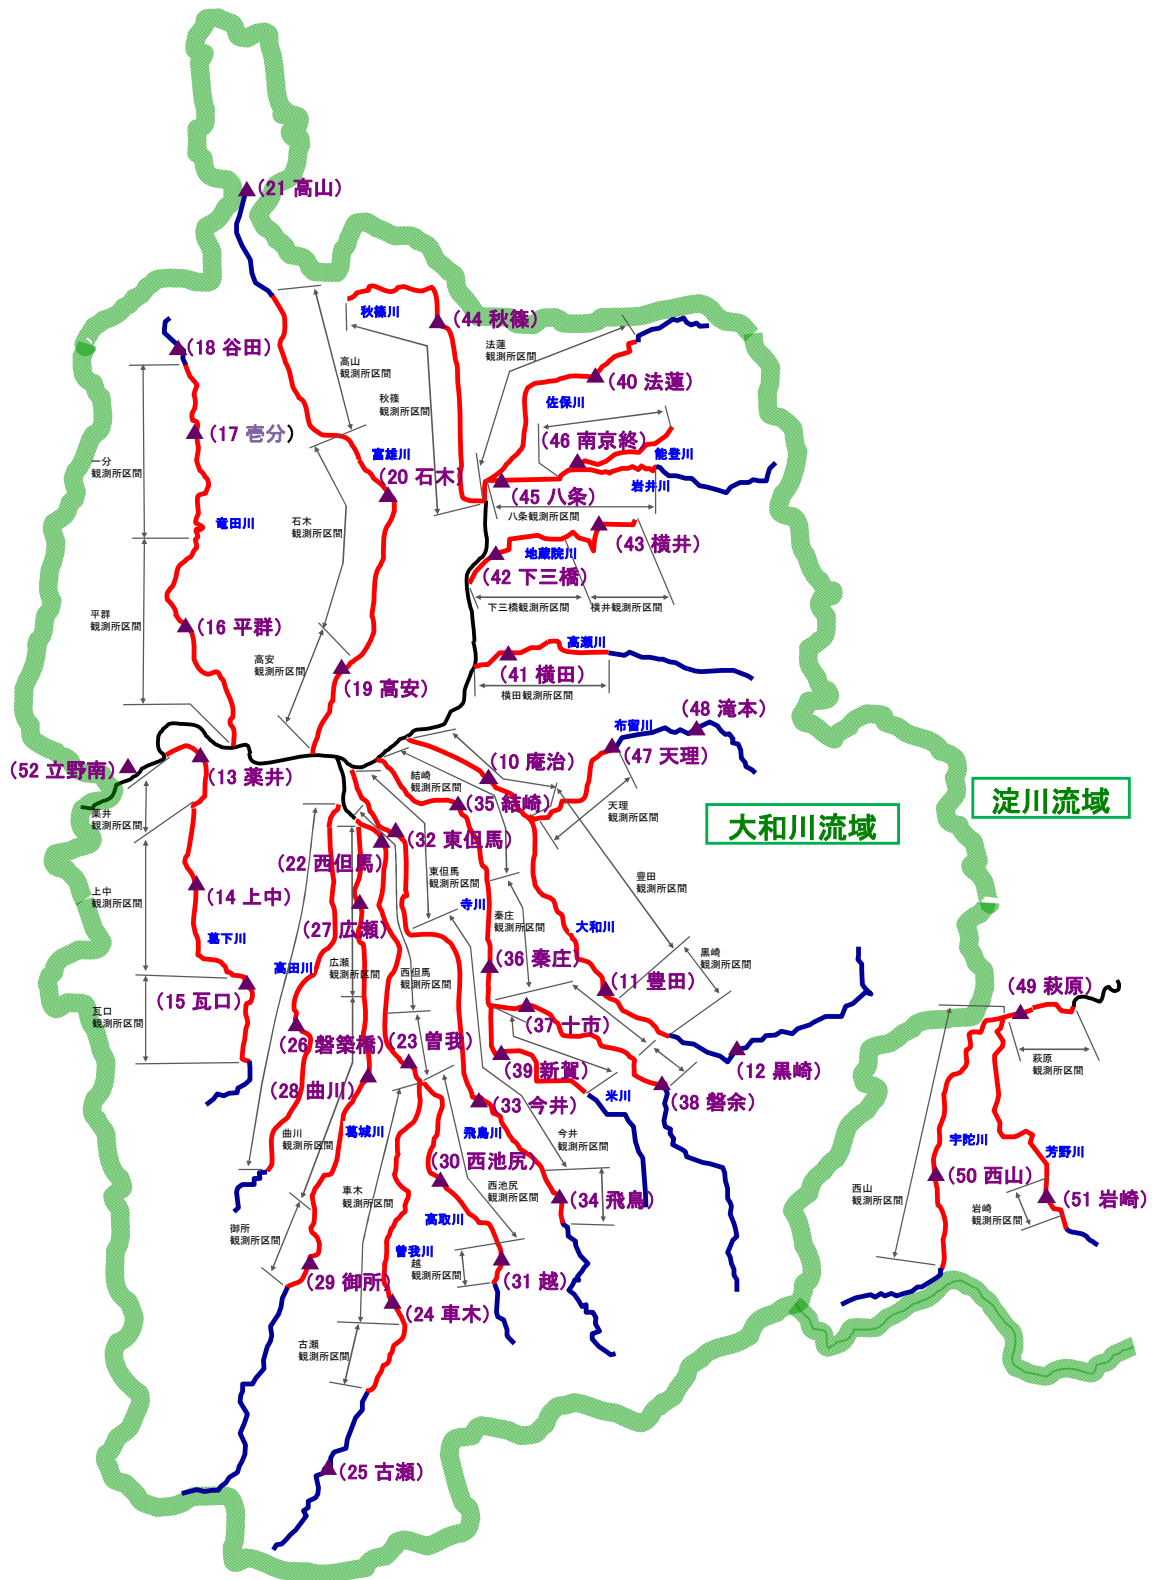 (21 高山)
秋篠川
(44 秋篠)
(18 谷田)
高山
観測所区間
法蓮
観測所区間
(40 法蓮)
秋篠
観測所区間
佐保川
(17 壱分)
(46 南京終)
富雄川
能登川
一分
観測所区間
(20 石木)
岩井川
(45 八条)
八条観測所区間
竜田川
石木
観測所区間
(43 横井)
地蔵院川
(42 下三橋)
下三橋観測所区間
横井観測所区間
平群
観測所区間
(16 平群)
高瀬川
高安
観測所区間
(41 横田)
(19 高安)
横田観測所区間
(48 滝本)
布留川
(47 天理)
(52 立野南)
(13 薬井)
(10 庵治)
結崎
観測所区間
(35 結崎)
天理
観測所区間
淀川流域
大和川流域
薬井
観測所区間
(32 東但馬)
(22 西但馬)
東但馬
観測所区間
豊田
観測所区間
上中
観測所区間
(14 上中)
寺川
秦庄
観測所区間
(27 広瀬)
大和川
葛下川
高田川
広瀬
観測所区間
西但馬
観測所区間
(36 秦庄)
黒崎
観測所区間
(15 瓦口)
(11 豊田)
(49 萩原)
瓦口
観測所区間
(37 十市)
(26 磐築橋)
(23 曽我)
(39 新賀)
(12 黒崎)
萩原
観測所区間
(28 曲川)
(33 今井)
米川
(38 磐余)
曲川
観測所区間
葛城川
飛鳥川
今井
観測所区間
宇陀川
芳野川
(30 西池尻)
(50 西山)
車木
観測所区間
西池尻
観測所区間
(34 飛鳥)
西山
観測所区間
(51 岩崎)
岩崎
観測所区間
御所
観測所区間
高取川
曽我川
越
観測所区間
(29 御所)
(31 越)
(24 車木)
古瀬
観測所区間
(25 古瀬)